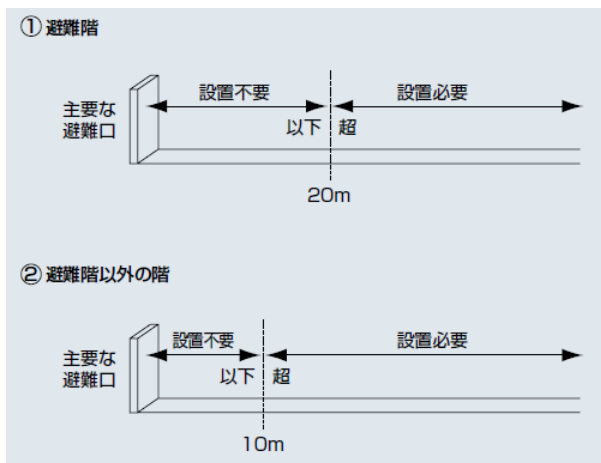 ① 避難階
設置不要
設置必要
主要な
避難口
以下
超
20m
② 避難階以外の階
設置不要
設置必要
主要な
避難口
以下
超
10m